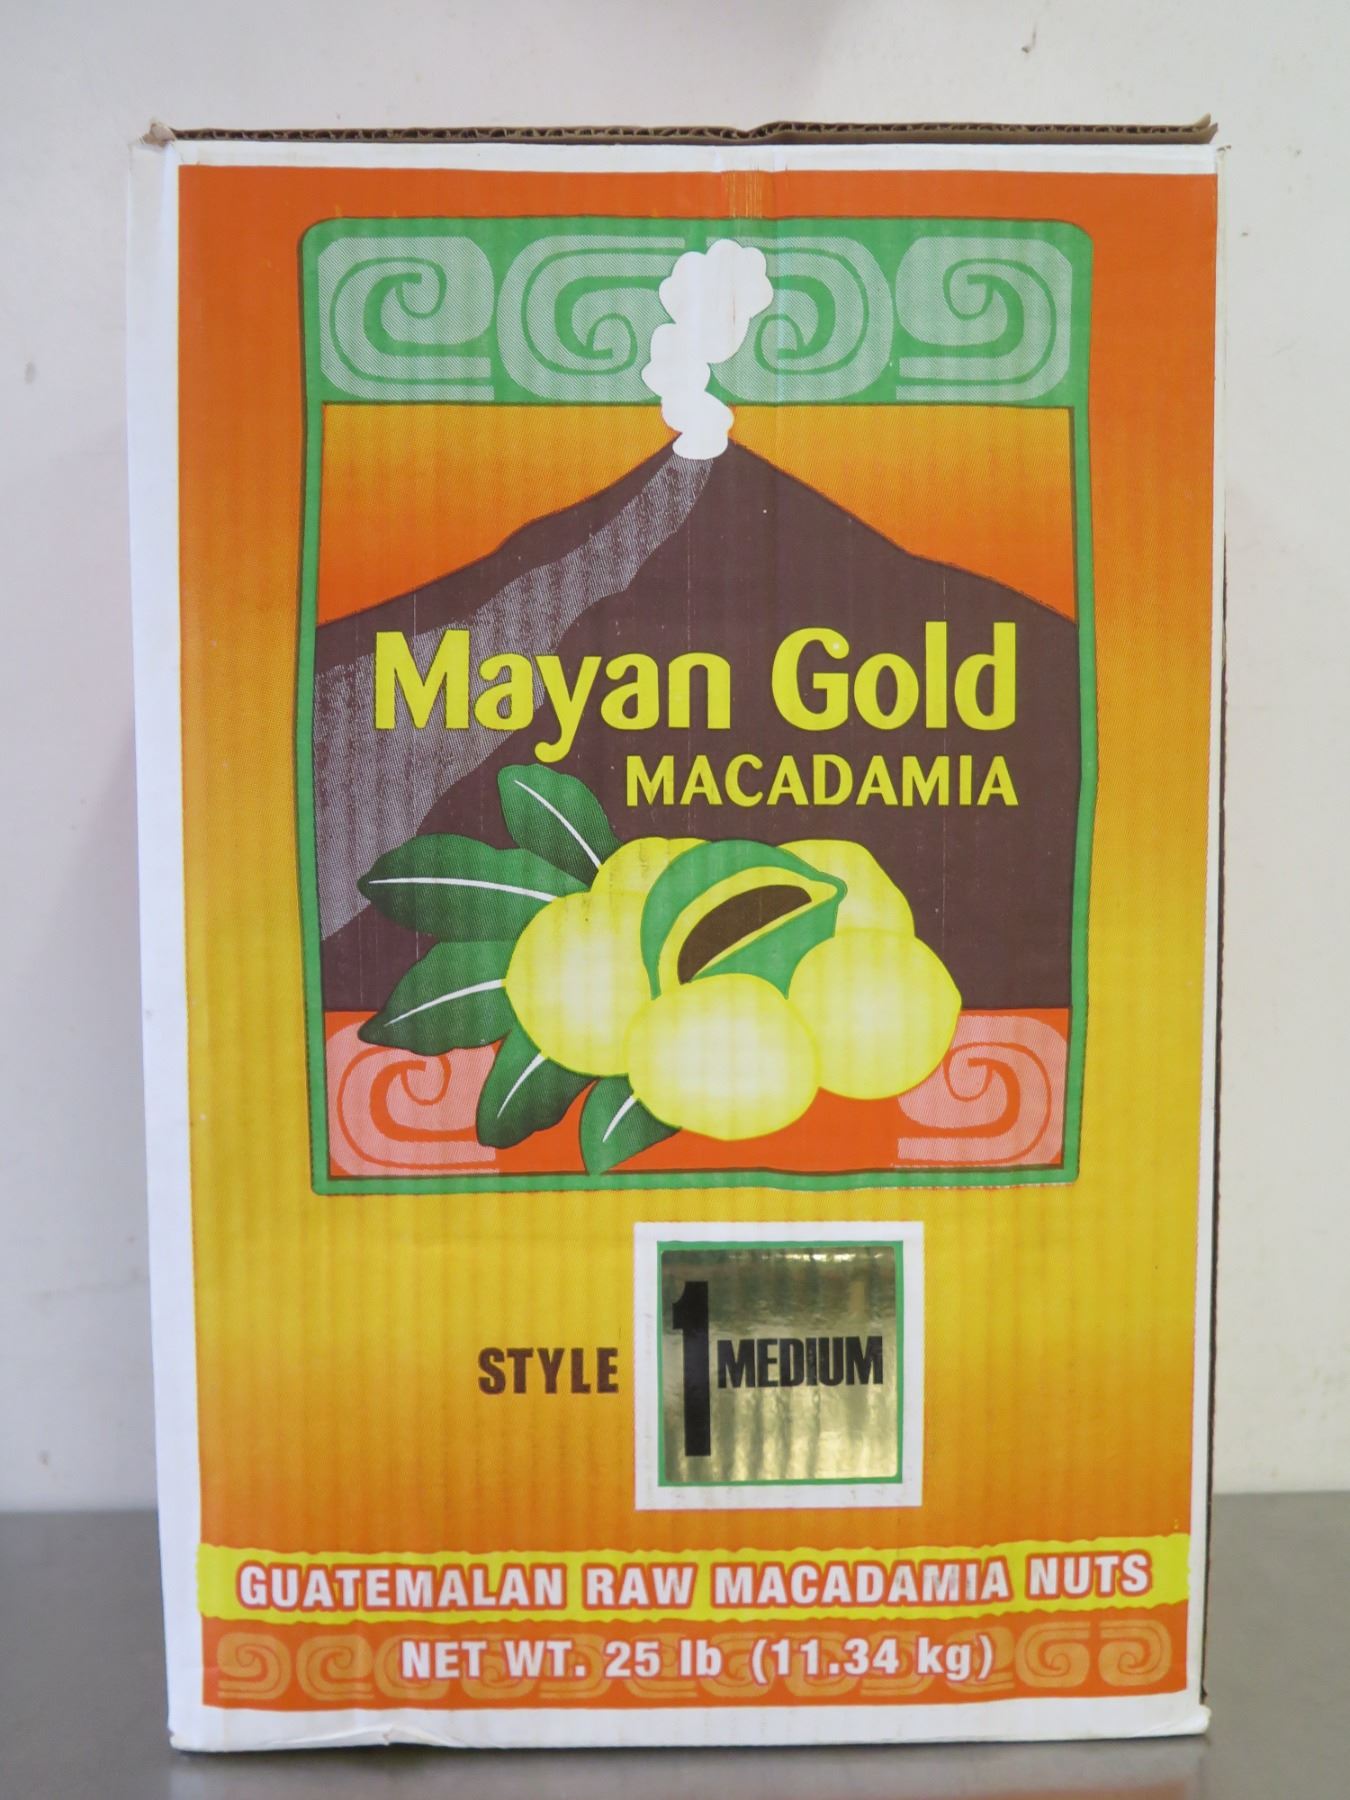 Mayan Gold
MACADAMIA
STYLE 1 MEDIUM
GUATEMALAN RAW MACADAMIA NUTS
NET WT. 25 lb (11.34 kg)